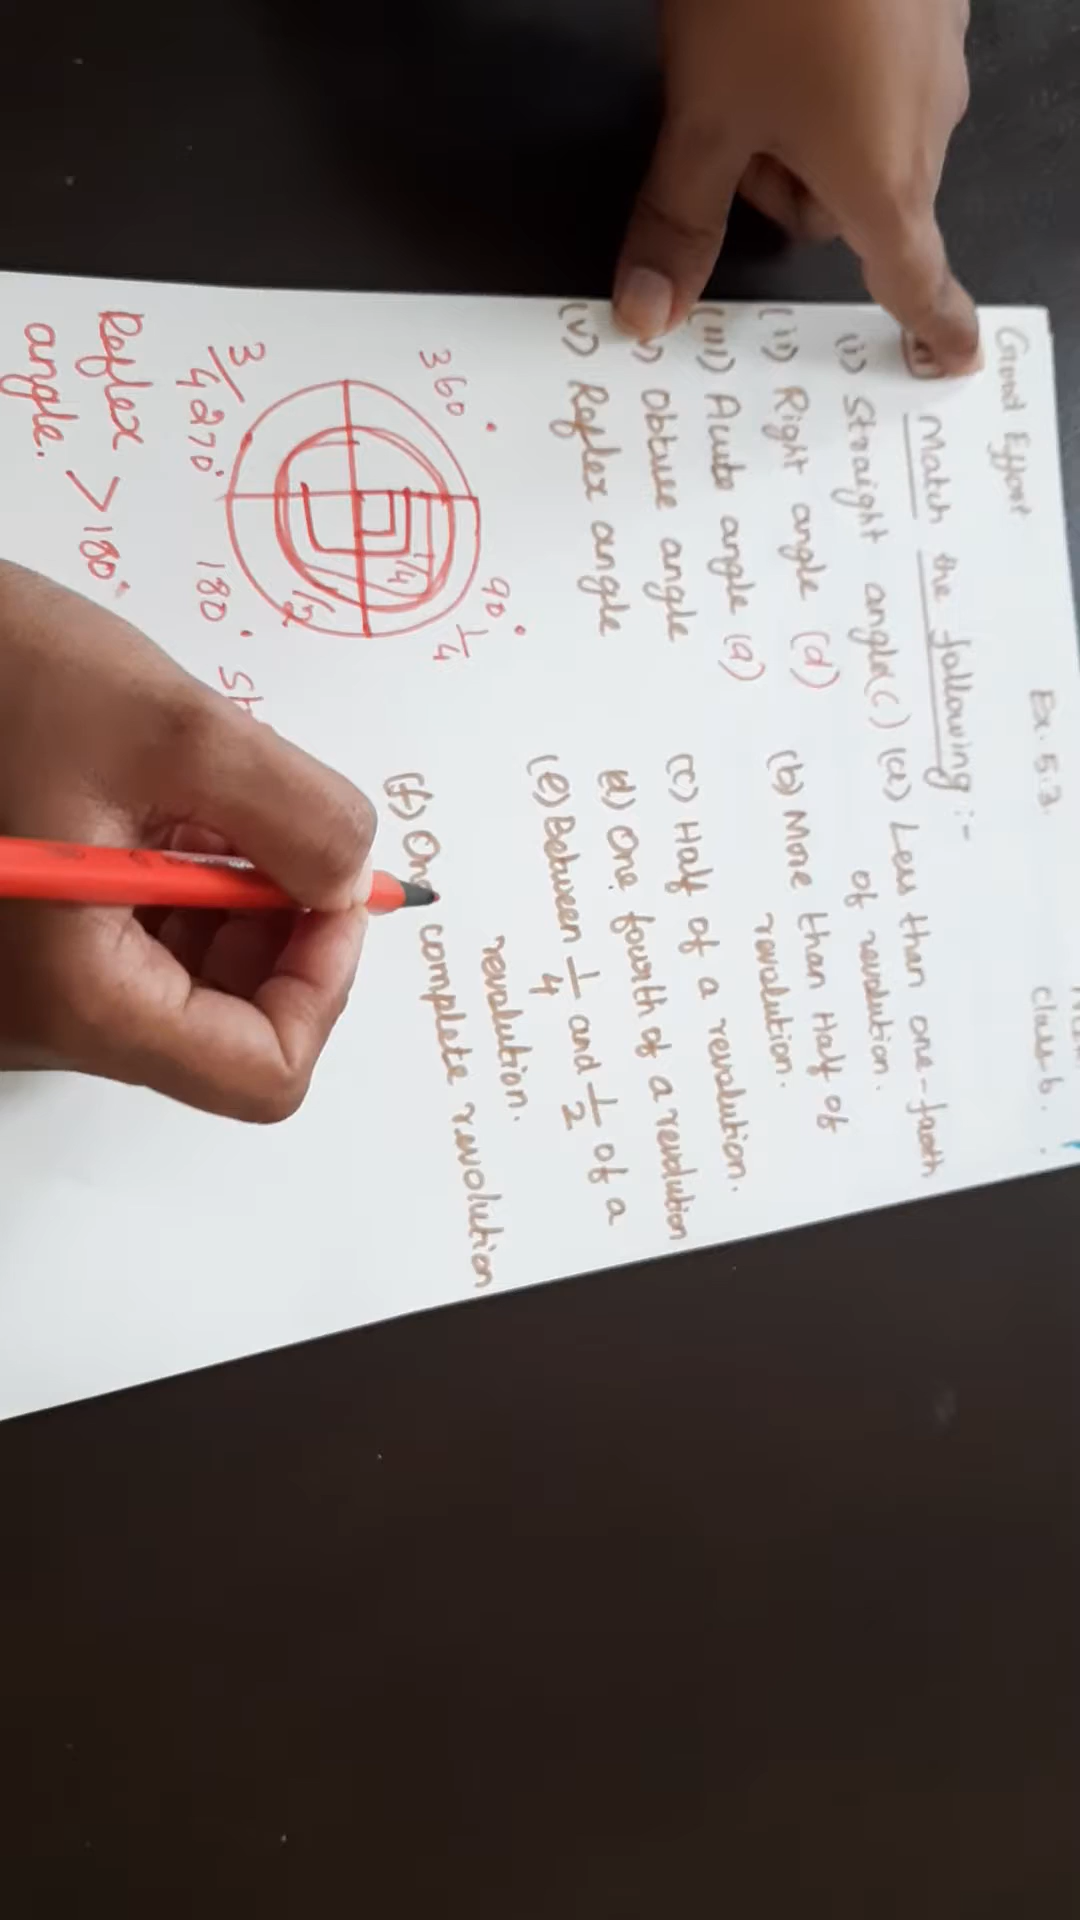 Good Effort
Ex. 5.3.
class 6.
Match the following :-
(i) Straight angle (c)
(ii) Right angle (d)
(iii) Acute angle (a)
Obtuse angle
(v) Reflex angle
(a) Less than one-
of revolution.
(b) More than Half of
revolution.
(c) Half of a revolution.
(d) One fourth of a revolution
(e) Between 1/4 and 1/2 of a
revolution.
(f) One complete revolution
360°
90° 1/4
1/4
1/2
3/4 270°
180°
Reflex > 180°
angle.